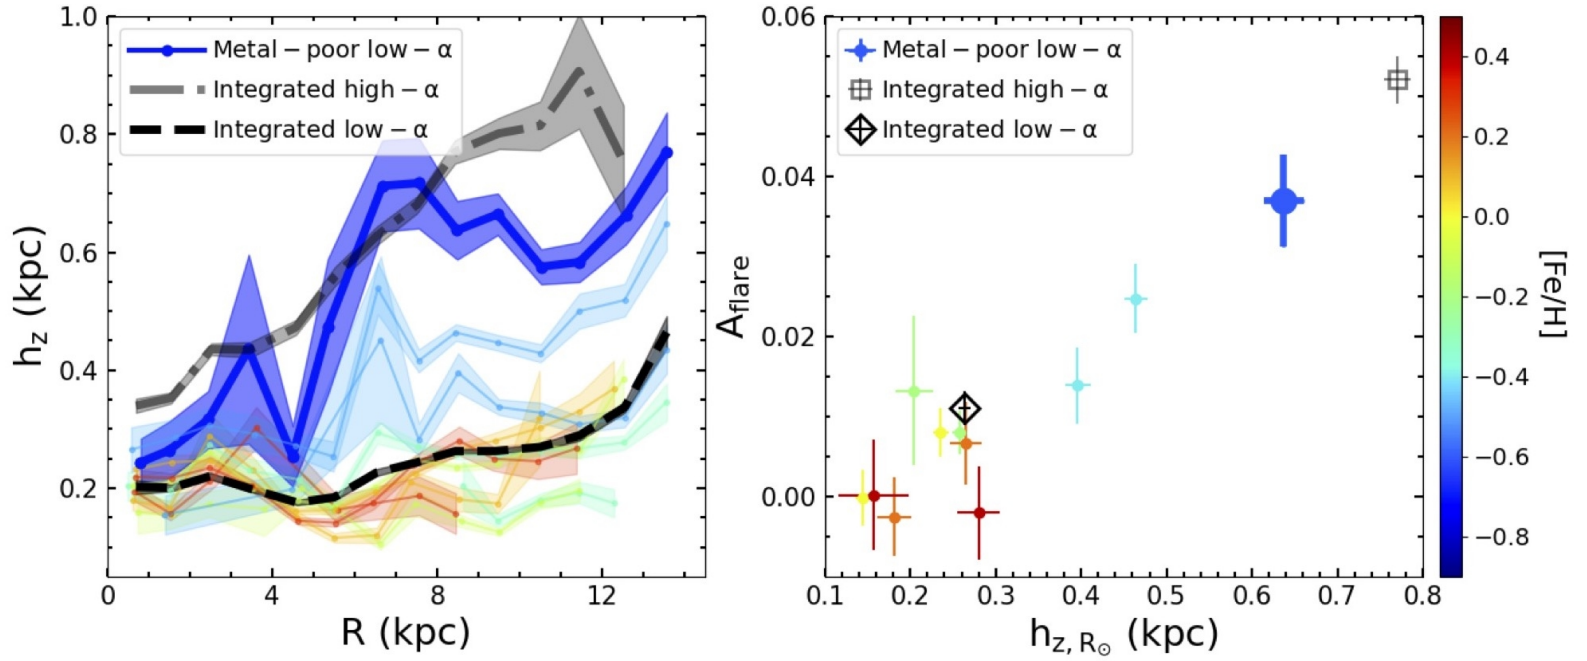 1.0
0.8
0.6
0.4
0.2
h_z (kpc)
Metal − poor low − α
Integrated high − α
Integrated low − α
0
4
8
12
R (kpc)
0.06
0.04
0.02
0.00
A_flare
Metal − poor low − α
Integrated high − α
Integrated low − α
0.1
0.2
0.3
0.4
0.5
0.6
0.7
0.8
h_z, R_⊙ (kpc)
0.4
0.2
0.0
−0.2
−0.4
−0.6
−0.8
[Fe/H]